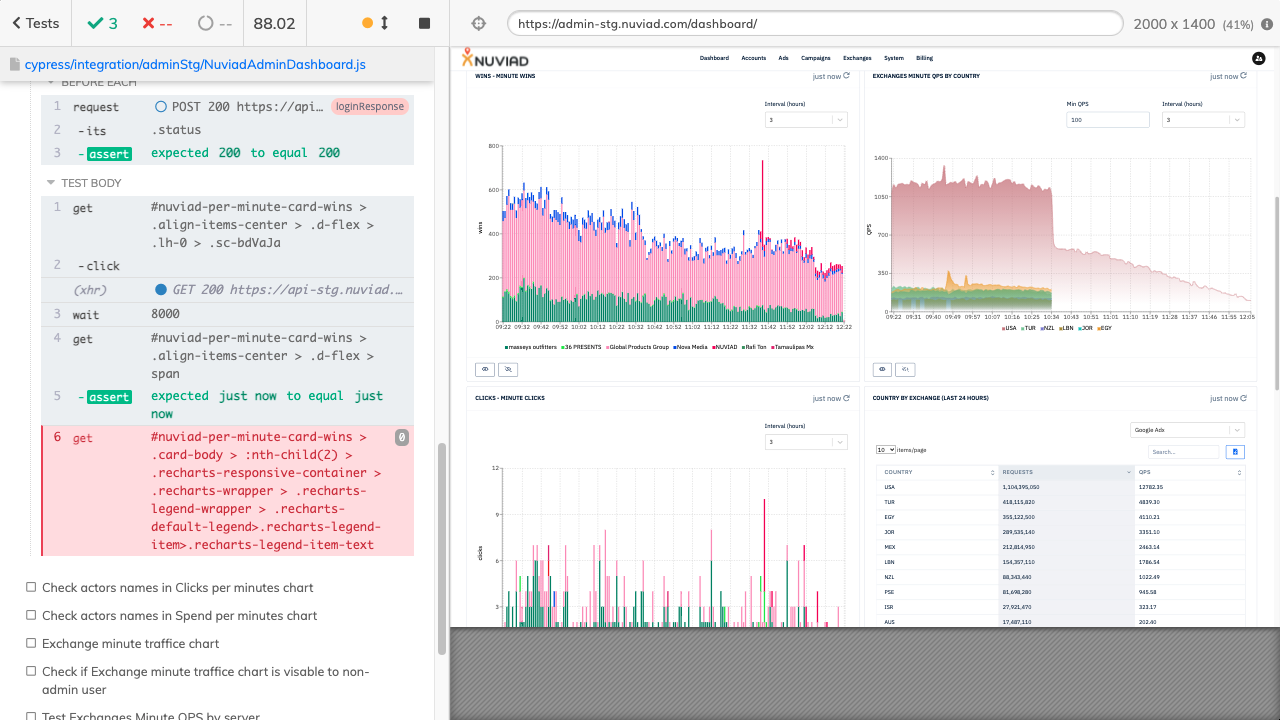 Tests
3
--
--
88.02
https://admin-stg.nuviad.com/dashboard/
2000 x 1400 (41%)
cypress/integration/adminStg/NuviadAdminDashboard.js
BEFORE EACH
1 request POST 200 https://api… loginResponse
2 -its .status
3 -assert expected 200 to equal 200
TEST BODY
1 get #nuviad-per-minute-card-wins >
.align-items-center > .d-flex >
.lh-0 > .sc-bdVaJa
2 -click
(xhr) GET 200 https://api-stg.nuviad.…
3 wait 8000
4 get #nuviad-per-minute-card-wins >
.align-items-center > .d-flex >
span
5 -assert expected just now to equal just
now
6 get #nuviad-per-minute-card-wins > 0
.card-body > :nth-child(2) >
.recharts-responsive-container >
.recharts-wrapper > .recharts-
legend-wrapper > .recharts-
default-legend>.recharts-legend-
item>.recharts-legend-item-text
Check actors names in Clicks per minutes chart
Check actors names in Spend per minutes chart
Exchange minute traffice chart
Check if Exchange minute traffice chart is visable to non-
admin user
Test Exchanges Minute QPS by server
NUVIAD
Dashboard Accounts Ads Campaigns Exchanges System Billing
WINS - MINUTE WINS
just now
Interval (hours)
3
800
600
400
200
0
wins
09:22 09:32 09:42 09:52 10:02 10:12 10:22 10:32 10:42 10:52 11:02 11:12 11:22 11:32 11:42 11:52 12:02 12:12 12:22
masseys outfitters 36 PRESENTS Global Products Group Nova Media NUVIAD Rafi Ton Tamaulipas Mx
EXCHANGES MINUTE QPS BY COUNTRY
just now
Min QPS
100
Interval (hours)
3
1400
1050
700
350
0
QPS
09:22 09:31 09:40 09:49 09:57 10:07 10:16 10:25 10:34 10:43 10:51 11:01 11:10 11:19 11:28 11:37 11:46 11:55 12:05
USA TUR NZL LBN JOR EGY
CLICKS - MINUTE CLICKS
just now
Interval (hours)
3
12
9
6
3
clicks
COUNTRY BY EXCHANGE (LAST 24 HOURS)
just now
Google Adx
10 items/page
Search...
COUNTRY REQUESTS QPS
USA 1,104,395,050 12782.35
TUR 418,115,820 4839.30
EGY 355,122,500 4110.21
JOR 289,535,140 3351.10
MEX 212,814,950 2463.14
LBN 154,357,110 1786.54
NZL 88,343,440 1022.49
PSE 81,698,280 945.58
ISR 27,921,470 323.17
AUS 17,487,110 202.40